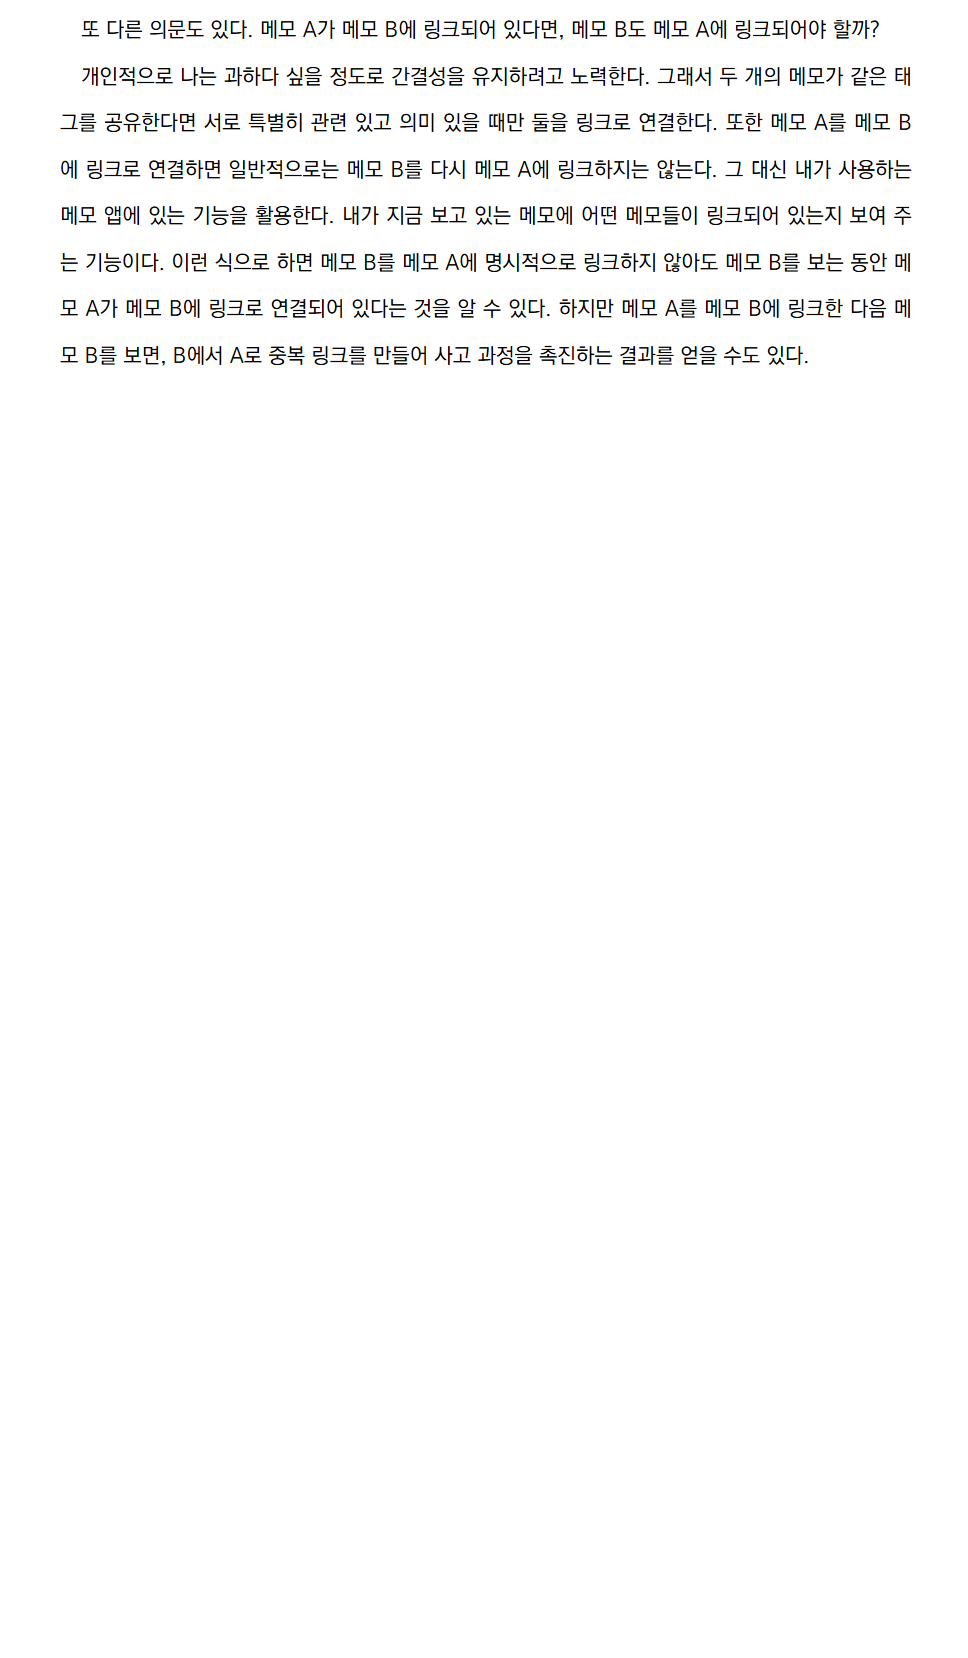 또 다른 의문도 있다. 메모 A가 메모 B에 링크되어 있다면, 메모 B도 메모 A에 링크되어야 할까?
개인적으로 나는 과하다 싶을 정도로 간결성을 유지하려고 노력한다. 그래서 두 개의 메모가 같은 태
그를 공유한다면 서로 특별히 관련 있고 의미 있을 때만 둘을 링크로 연결한다. 또한 메모 A를 메모 B
에 링크로 연결하면 일반적으로는 메모 B를 다시 메모 A에 링크하지는 않는다. 그 대신 내가 사용하는
메모 앱에 있는 기능을 활용한다. 내가 지금 보고 있는 메모에 어떤 메모들이 링크되어 있는지 보여 주
는 기능이다. 이런 식으로 하면 메모 B를 메모 A에 명시적으로 링크하지 않아도 메모 B를 보는 동안 메
모 A가 메모 B에 링크로 연결되어 있다는 것을 알 수 있다. 하지만 메모 A를 메모 B에 링크한 다음 메
모 B를 보면, B에서 A로 중복 링크를 만들어 사고 과정을 촉진하는 결과를 얻을 수도 있다.